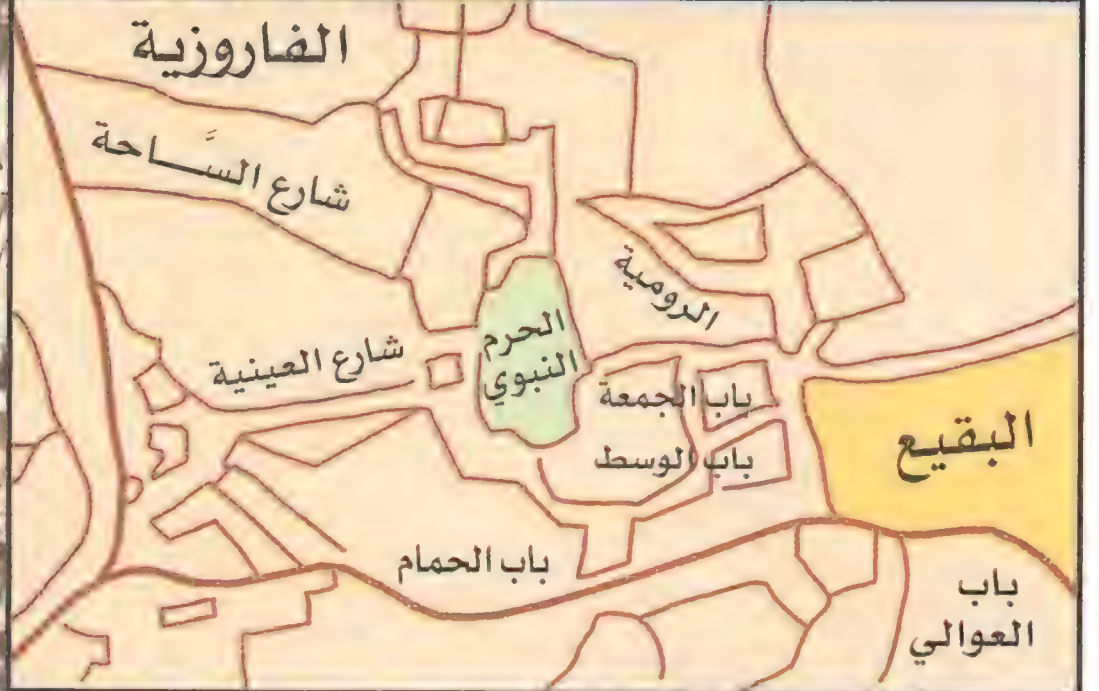 الفاروزية
شارع السَّاحة
الرومية
الحرم
النبوي
شارع العينية
باب الجمعة
باب الوسط
البقيع
باب الحمام
باب
العوالي